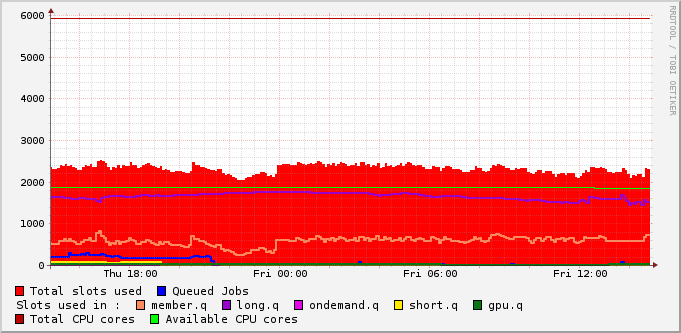 6000
5000
4000
3000
2000
1000
0
Thu 18:00 Fri 00:00 Fri 06:00 Fri 12:00
Total slots used Queued Jobs
Slots used in : member.q long.q ondemand.q short.q gpu.q
Total CPU cores Available CPU cores
RRDTOOL / TOBI OETIKER